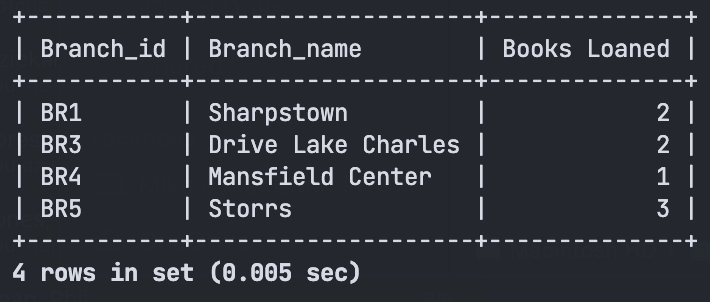 +-----------+--------------------+--------------+
| Branch_id | Branch_name        | Books Loaned |
+-----------+--------------------+--------------+
| BR1       | Sharpstown         |            2 |
| BR3       | Drive Lake Charles |            2 |
| BR4       | Mansfield Center   |            1 |
| BR5       | Storrs             |            3 |
+-----------+--------------------+--------------+
4 rows in set (0.005 sec)